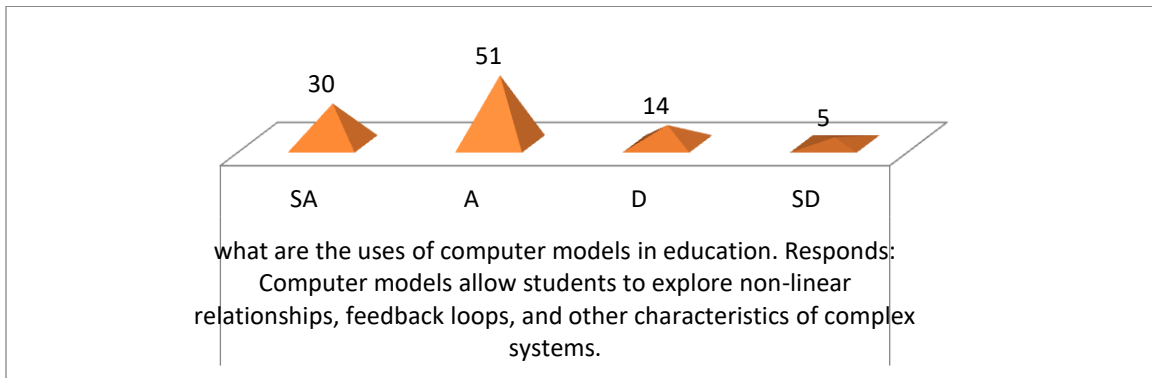 51
30
14
5
SA A D SD
what are the uses of computer models in education. Responds:
Computer models allow students to explore non-linear
relationships, feedback loops, and other characteristics of complex
systems.